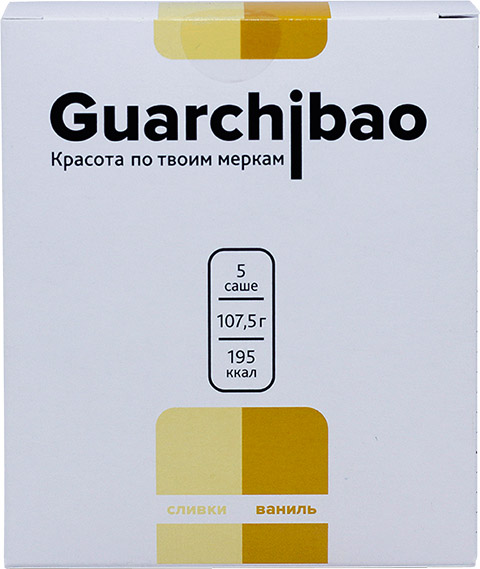 Guarchibao
Красота по твоим меркам
5
саше
107,5 г
195
ккал
сливки ваниль